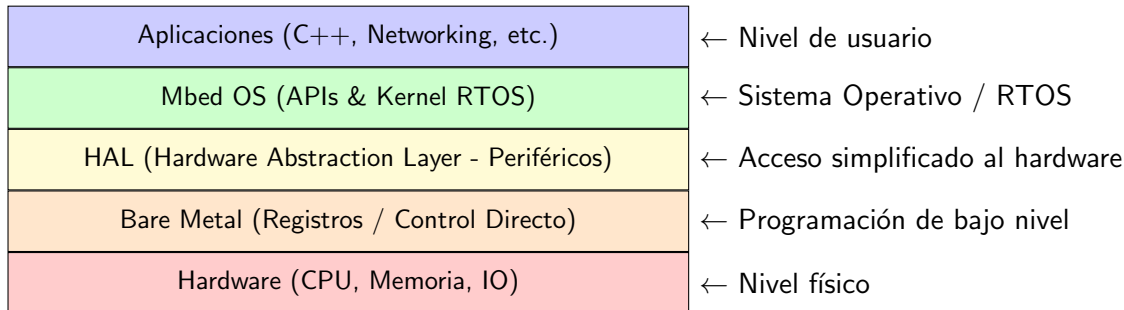 Aplicaciones (C++, Networking, etc.) ← Nivel de usuario
Mbed OS (APIs & Kernel RTOS) ← Sistema Operativo / RTOS
HAL (Hardware Abstraction Layer - Periféricos) ← Acceso simplificado al hardware
Bare Metal (Registros / Control Directo) ← Programación de bajo nivel
Hardware (CPU, Memoria, IO) ← Nivel físico